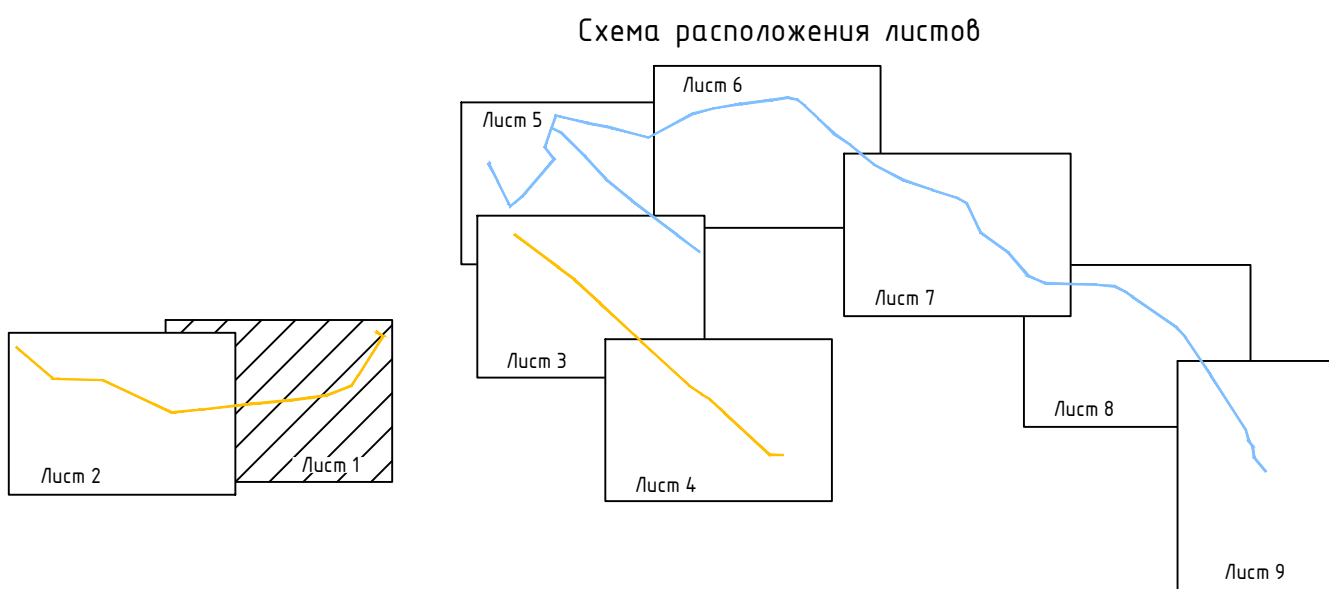 Схема расположения листов
Лист 6
Лист 5
Лист 7
Лист 3
Лист 8
Лист 1
Лист 2
Лист 4
Лист 9